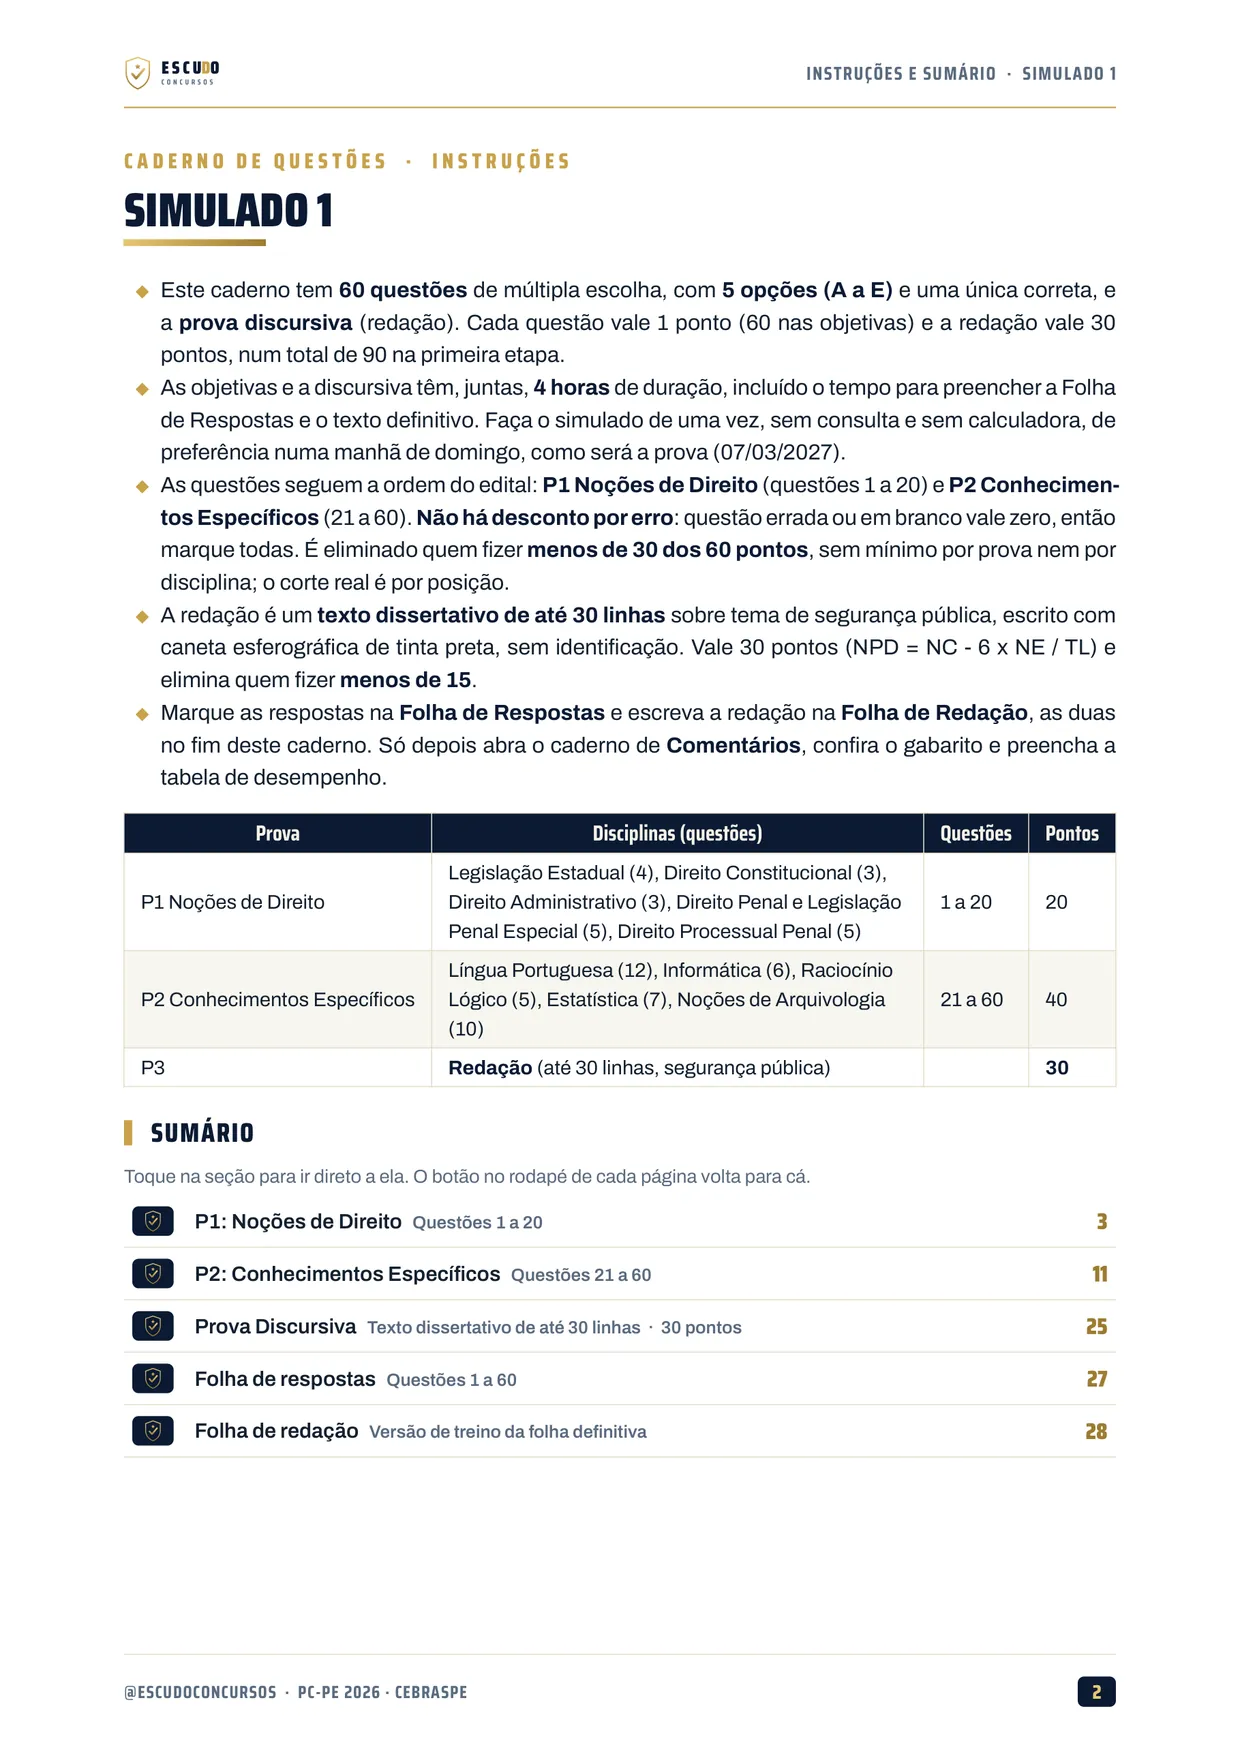 ESCUDO
CONCURSOS
INSTRUÇÕES E SUMÁRIO · SIMULADO 1
CADERNO DE QUESTÕES · INSTRUÇÕES
SIMULADO 1
◆ Este caderno tem 60 questões de múltipla escolha, com 5 opções (A a E) e uma única correta, e
a prova discursiva (redação). Cada questão vale 1 ponto (60 nas objetivas) e a redação vale 30
pontos, num total de 90 na primeira etapa.
◆ As objetivas e a discursiva têm, juntas, 4 horas de duração, incluído o tempo para preencher a Folha
de Respostas e o texto definitivo. Faça o simulado de uma vez, sem consulta e sem calculadora, de
preferência numa manhã de domingo, como será a prova (07/03/2027).
◆ As questões seguem a ordem do edital: P1 Noções de Direito (questões 1 a 20) e P2 Conhecimen-
tos Específicos (21 a 60). Não há desconto por erro: questão errada ou em branco vale zero, então
marque todas. É eliminado quem fizer menos de 30 dos 60 pontos, sem mínimo por prova nem por
disciplina; o corte real é por posição.
◆ A redação é um texto dissertativo de até 30 linhas sobre tema de segurança pública, escrito com
caneta esferográfica de tinta preta, sem identificação. Vale 30 pontos (NPD = NC - 6 x NE / TL) e
elimina quem fizer menos de 15.
◆ Marque as respostas na Folha de Respostas e escreva a redação na Folha de Redação, as duas
no fim deste caderno. Só depois abra o caderno de Comentários, confira o gabarito e preencha a
tabela de desempenho.
Prova Disciplinas (questões) Questões Pontos
Legislação Estadual (4), Direito Constitucional (3),
P1 Noções de Direito Direito Administrativo (3), Direito Penal e Legislação 1 a 20 20
Penal Especial (5), Direito Processual Penal (5)
Língua Portuguesa (12), Informática (6), Raciocínio
P2 Conhecimentos Específicos Lógico (5), Estatística (7), Noções de Arquivologia 21 a 60 40
(10)
P3 Redação (até 30 linhas, segurança pública) 30
SUMÁRIO
Toque na seção para ir direto a ela. O botão no rodapé de cada página volta para cá.
P1: Noções de Direito Questões 1 a 20 3
P2: Conhecimentos Específicos Questões 21 a 60 11
Prova Discursiva Texto dissertativo de até 30 linhas · 30 pontos 25
Folha de respostas Questões 1 a 60 27
Folha de redação Versão de treino da folha definitiva 28
@ESCUDOCONCURSOS · PC-PE 2026 · CEBRASPE 2